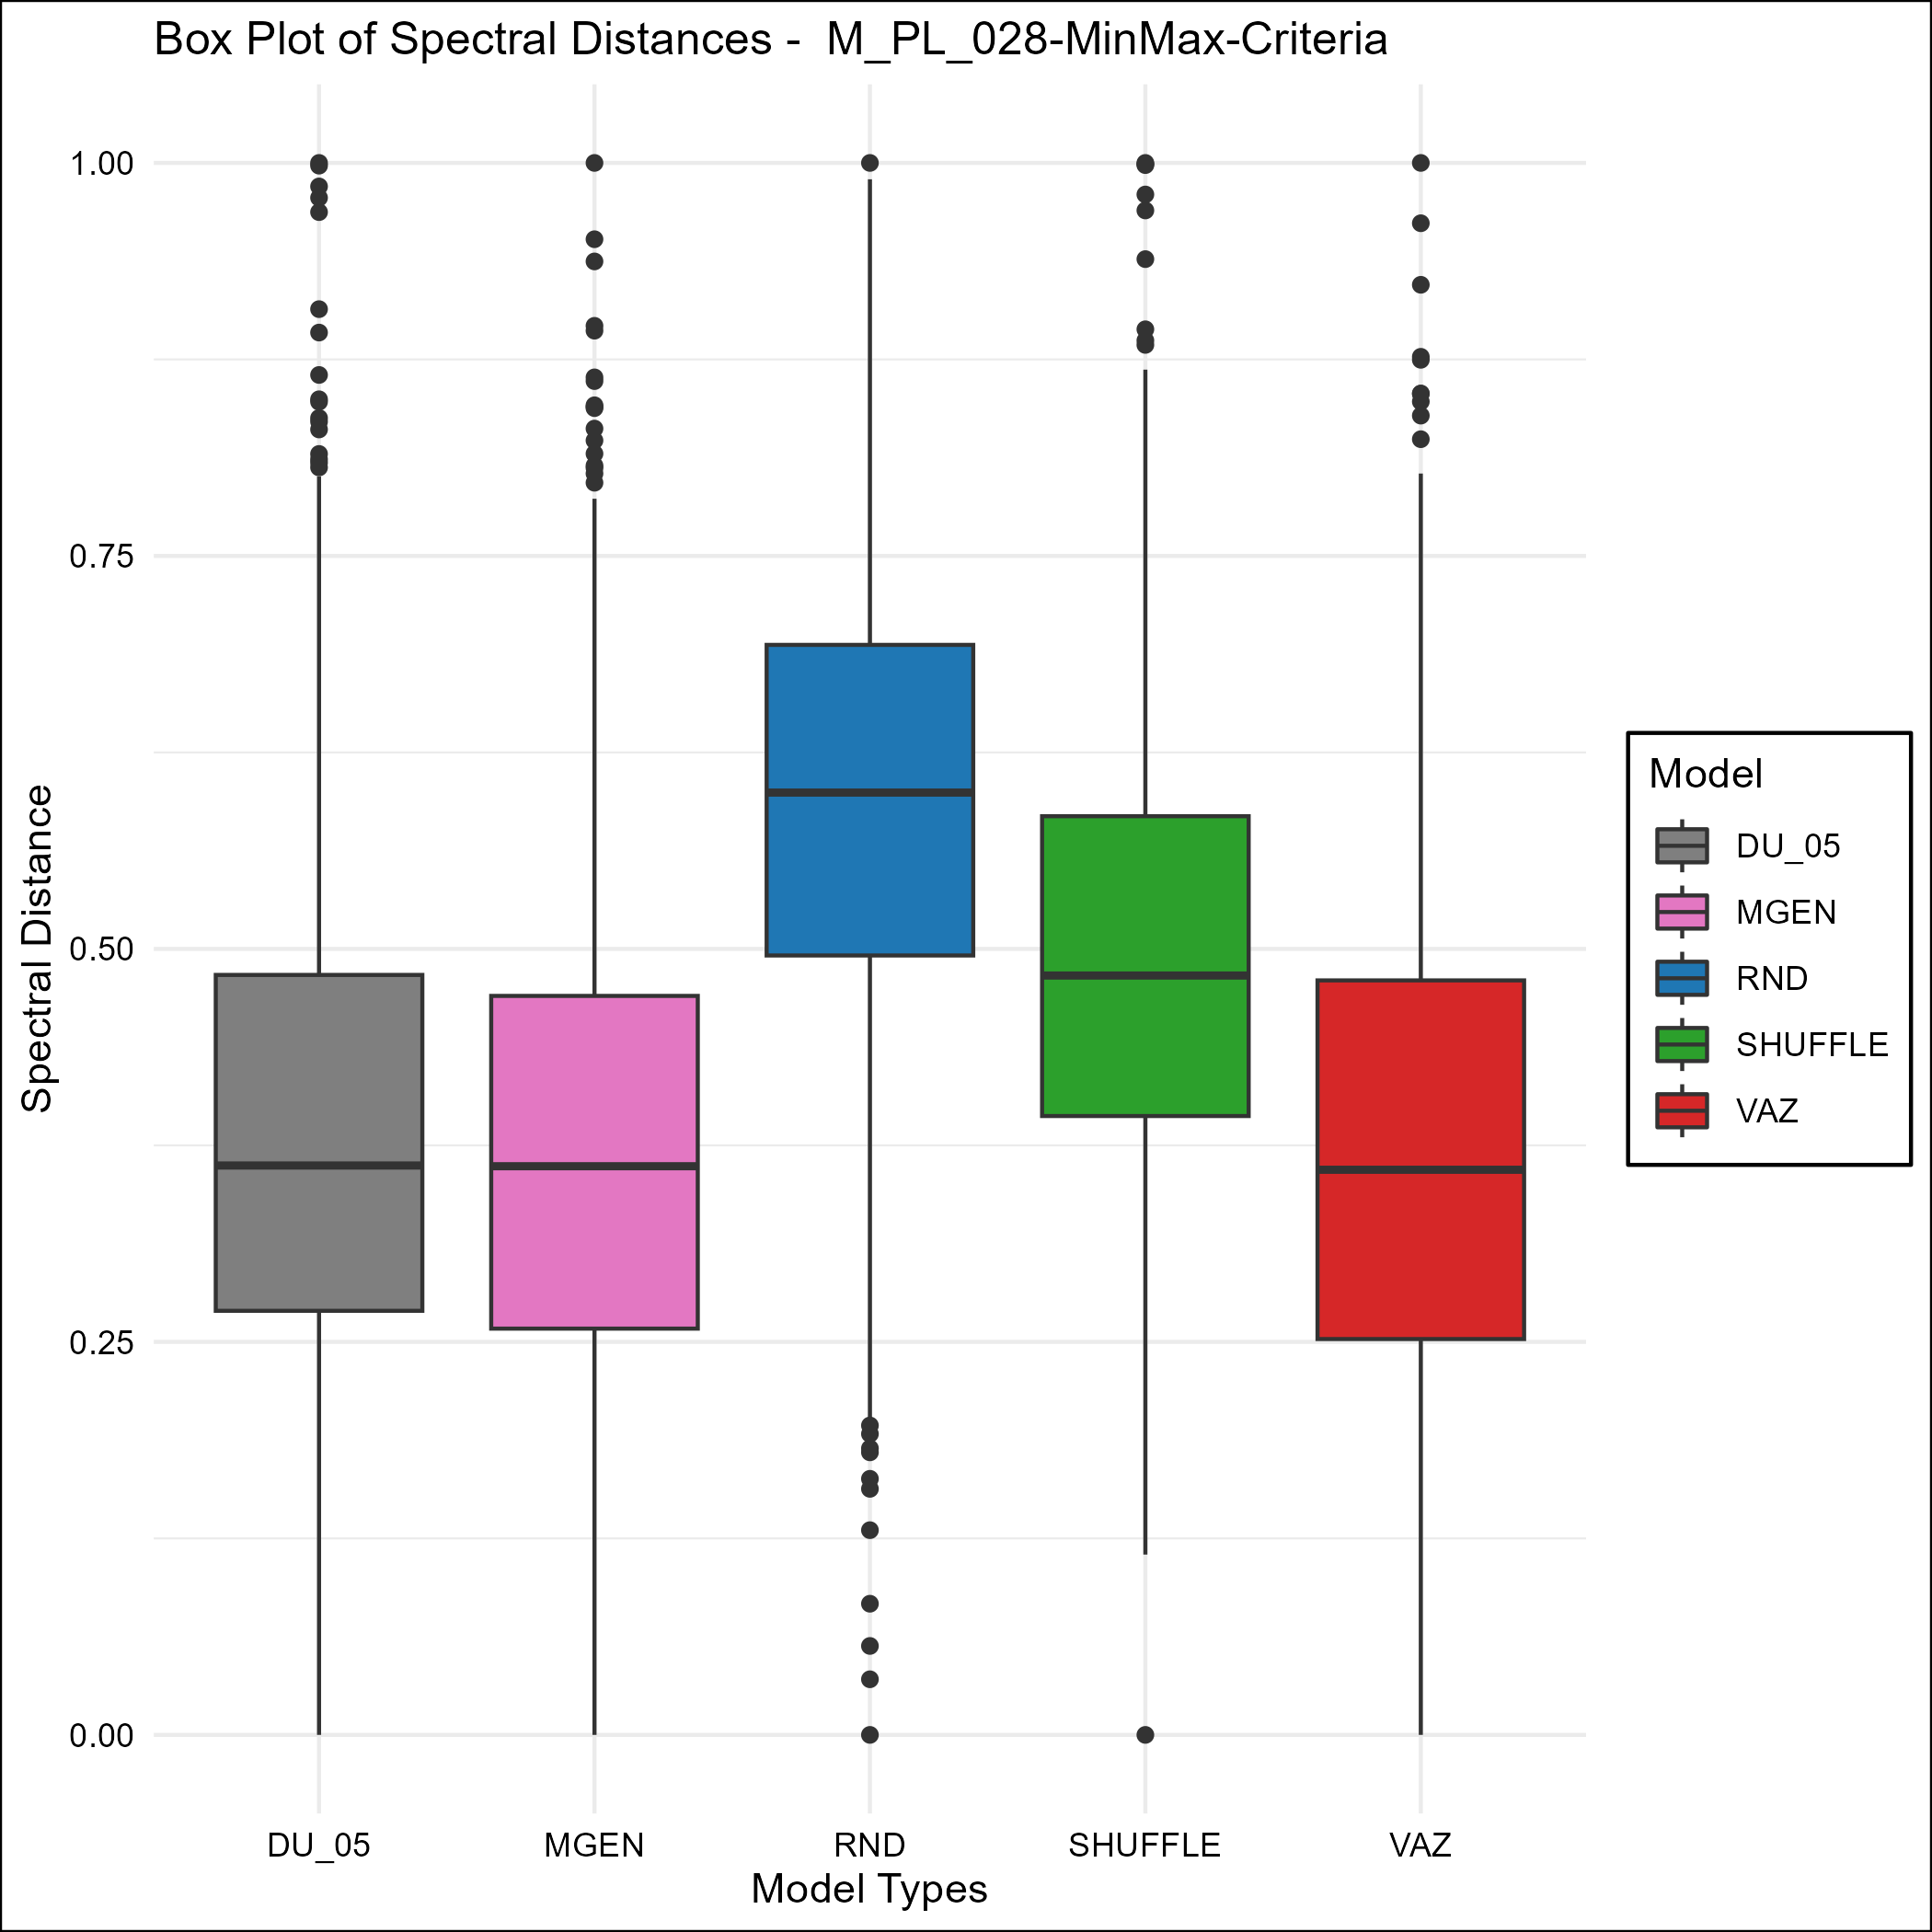 Box Plot of Spectral Distances -  M_PL_028-MinMax-Criteria
1.00
0.75
0.50
0.25
0.00
Spectral Distance
DU_05
MGEN
RND
SHUFFLE
VAZ
Model Types
Model
DU_05
MGEN
RND
SHUFFLE
VAZ